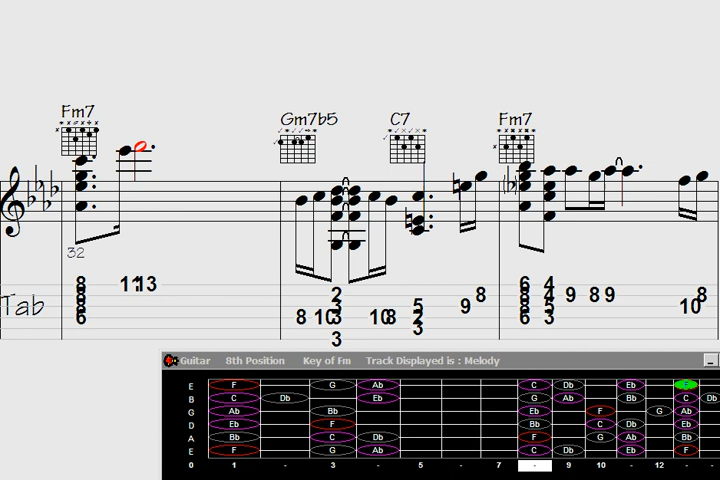 Fm7 Gm7b5 C7 Fm7
32
Tab
8 11 13 2 5 9 8 6 4 9 8 9 10 8
8 3 2 8 4
8 8 10 3 10 8 3 8 5
6 3 6 3
Guitar 8th Position Key of Fm Track Displayed is : Melody
E F G Ab C Db Eb
B C Db Eb G Ab Bb C Db
G Ab Bb Eb F G Ab
D Eb F Bb C Db Eb
A Bb C Db F G Ab Bb
E F G Ab C Db Eb F
0 1 - 3 - 5 - 7 - 9 10 - 12 - -